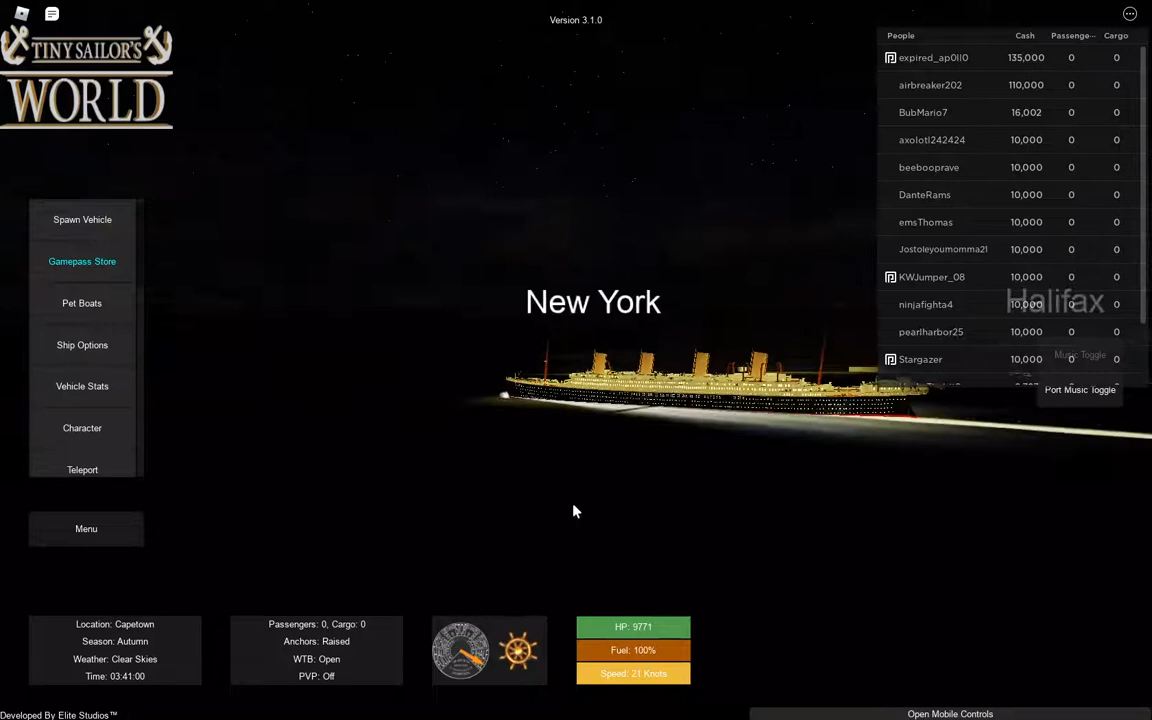 Version 3.1.0
TINY SAILOR'S
WORLD
People Cash Passenge··· Cargo
expired_ap0ll0 135,000 0 0
airbreaker202 110,000 0 0
BubMario7 16,002 0 0
axolotl242424 10,000 0 0
beebooprave 10,000 0 0
DanteRams 10,000 0 0
emsThomas 10,000 0 0
Jostoleyoumomma21 10,000 0 0
KWJumper_08 10,000 0 0
ninjafighta4 10,000 0 0
pearlharbor25 10,000 0 0
Stargazer 10,000 0 0
Halifax
Music Toggle
Port Music Toggle
Spawn Vehicle
Gamepass Store
Pet Boats
Ship Options
Vehicle Stats
Character
Teleport
Menu
New York
Location: Capetown
Season: Autumn
Weather: Clear Skies
Time: 03:41:00
Passengers: 0, Cargo: 0
Anchors: Raised
WTB: Open
PVP: Off
HP: 9771
Fuel: 100%
Speed: 21 Knots
Developed By Elite Studios™
Open Mobile Controls